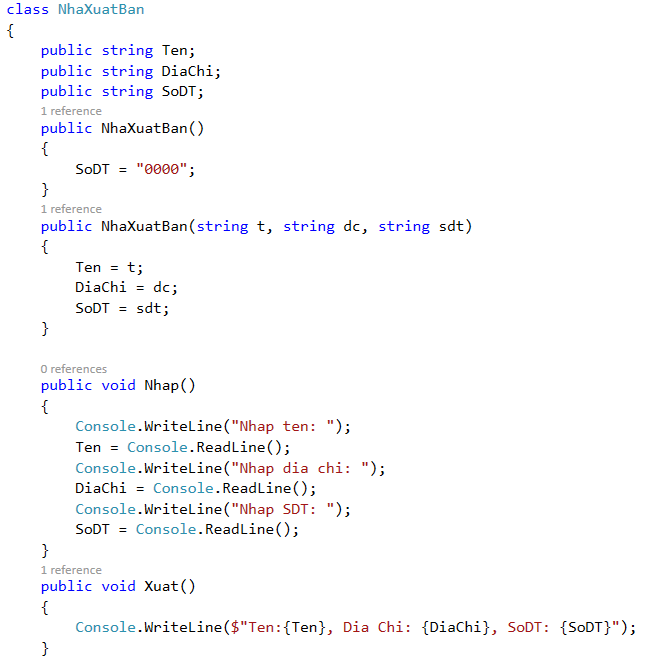 class NhaXuatBan
{
    public string Ten;
    public string DiaChi;
    public string SoDT;
    1 reference
    public NhaXuatBan()
    {
        SoDT = "0000";
    }
    1 reference
    public NhaXuatBan(string t, string dc, string sdt)
    {
        Ten = t;
        DiaChi = dc;
        SoDT = sdt;
    }
    0 references
    public void Nhap()
    {
        Console.WriteLine("Nhap ten: ");
        Ten = Console.ReadLine();
        Console.WriteLine("Nhap dia chi: ");
        DiaChi = Console.ReadLine();
        Console.WriteLine("Nhap SDT: ");
        SoDT = Console.ReadLine();
    }
    1 reference
    public void Xuat()
    {
        Console.WriteLine($"Ten:{Ten}, Dia Chi: {DiaChi}, SoDT: {SoDT}");
    }